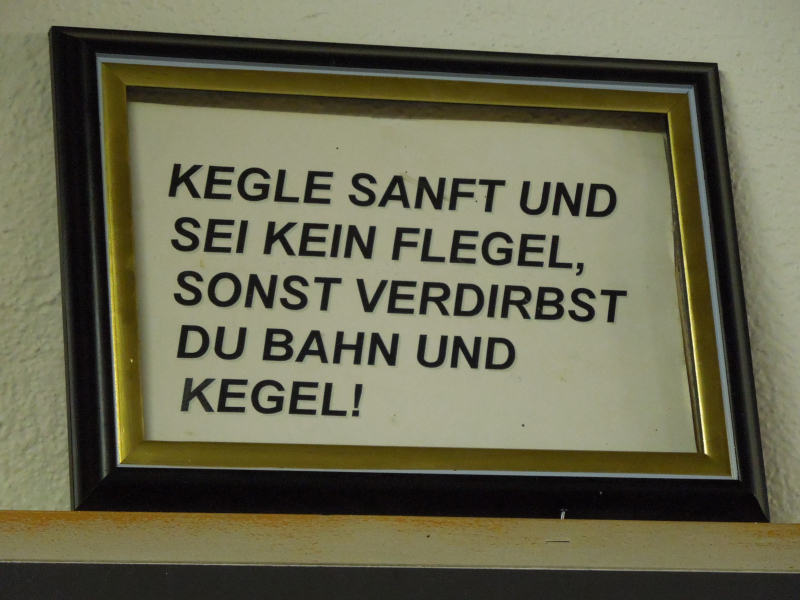 KEGLE SANFT UND
SEI KEIN FLEGEL,
SONST VERDIRBST
DU BAHN UND
KEGEL!